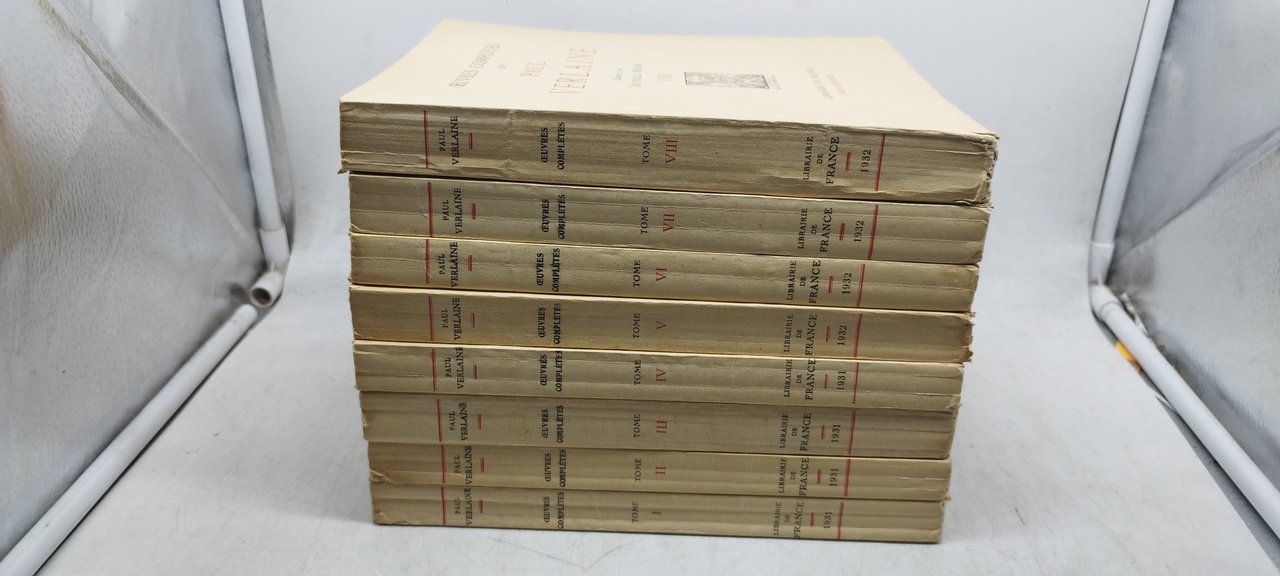 ŒUVRES COMPLÈTES
DE
PAUL
VERLAINE
VIII
PAUL
VERLAINE
ŒUVRES
COMPLÈTES
TOME
VIII
LIBRAIRIE
DE
FRANCE
1932
PAUL
VERLAINE
ŒUVRES
COMPLÈTES
TOME
VII
LIBRAIRIE
DE
FRANCE
1932
PAUL
VERLAINE
ŒUVRES
COMPLÈTES
TOME
VI
LIBRAIRIE
DE
FRANCE
1932
PAUL
VERLAINE
ŒUVRES
COMPLÈTES
TOME
V
LIBRAIRIE
DE
FRANCE
1932
PAUL
VERLAINE
ŒUVRES
COMPLÈTES
TOME
IV
LIBRAIRIE
DE
FRANCE
1931
PAUL
VERLAINE
ŒUVRES
COMPLÈTES
TOME
III
LIBRAIRIE
DE
FRANCE
1931
PAUL
VERLAINE
ŒUVRES
COMPLÈTES
TOME
II
LIBRAIRIE
DE
FRANCE
1931
PAUL
VERLAINE
ŒUVRES
COMPLÈTES
TOME
I
LIBRAIRIE
DE
FRANCE
1931